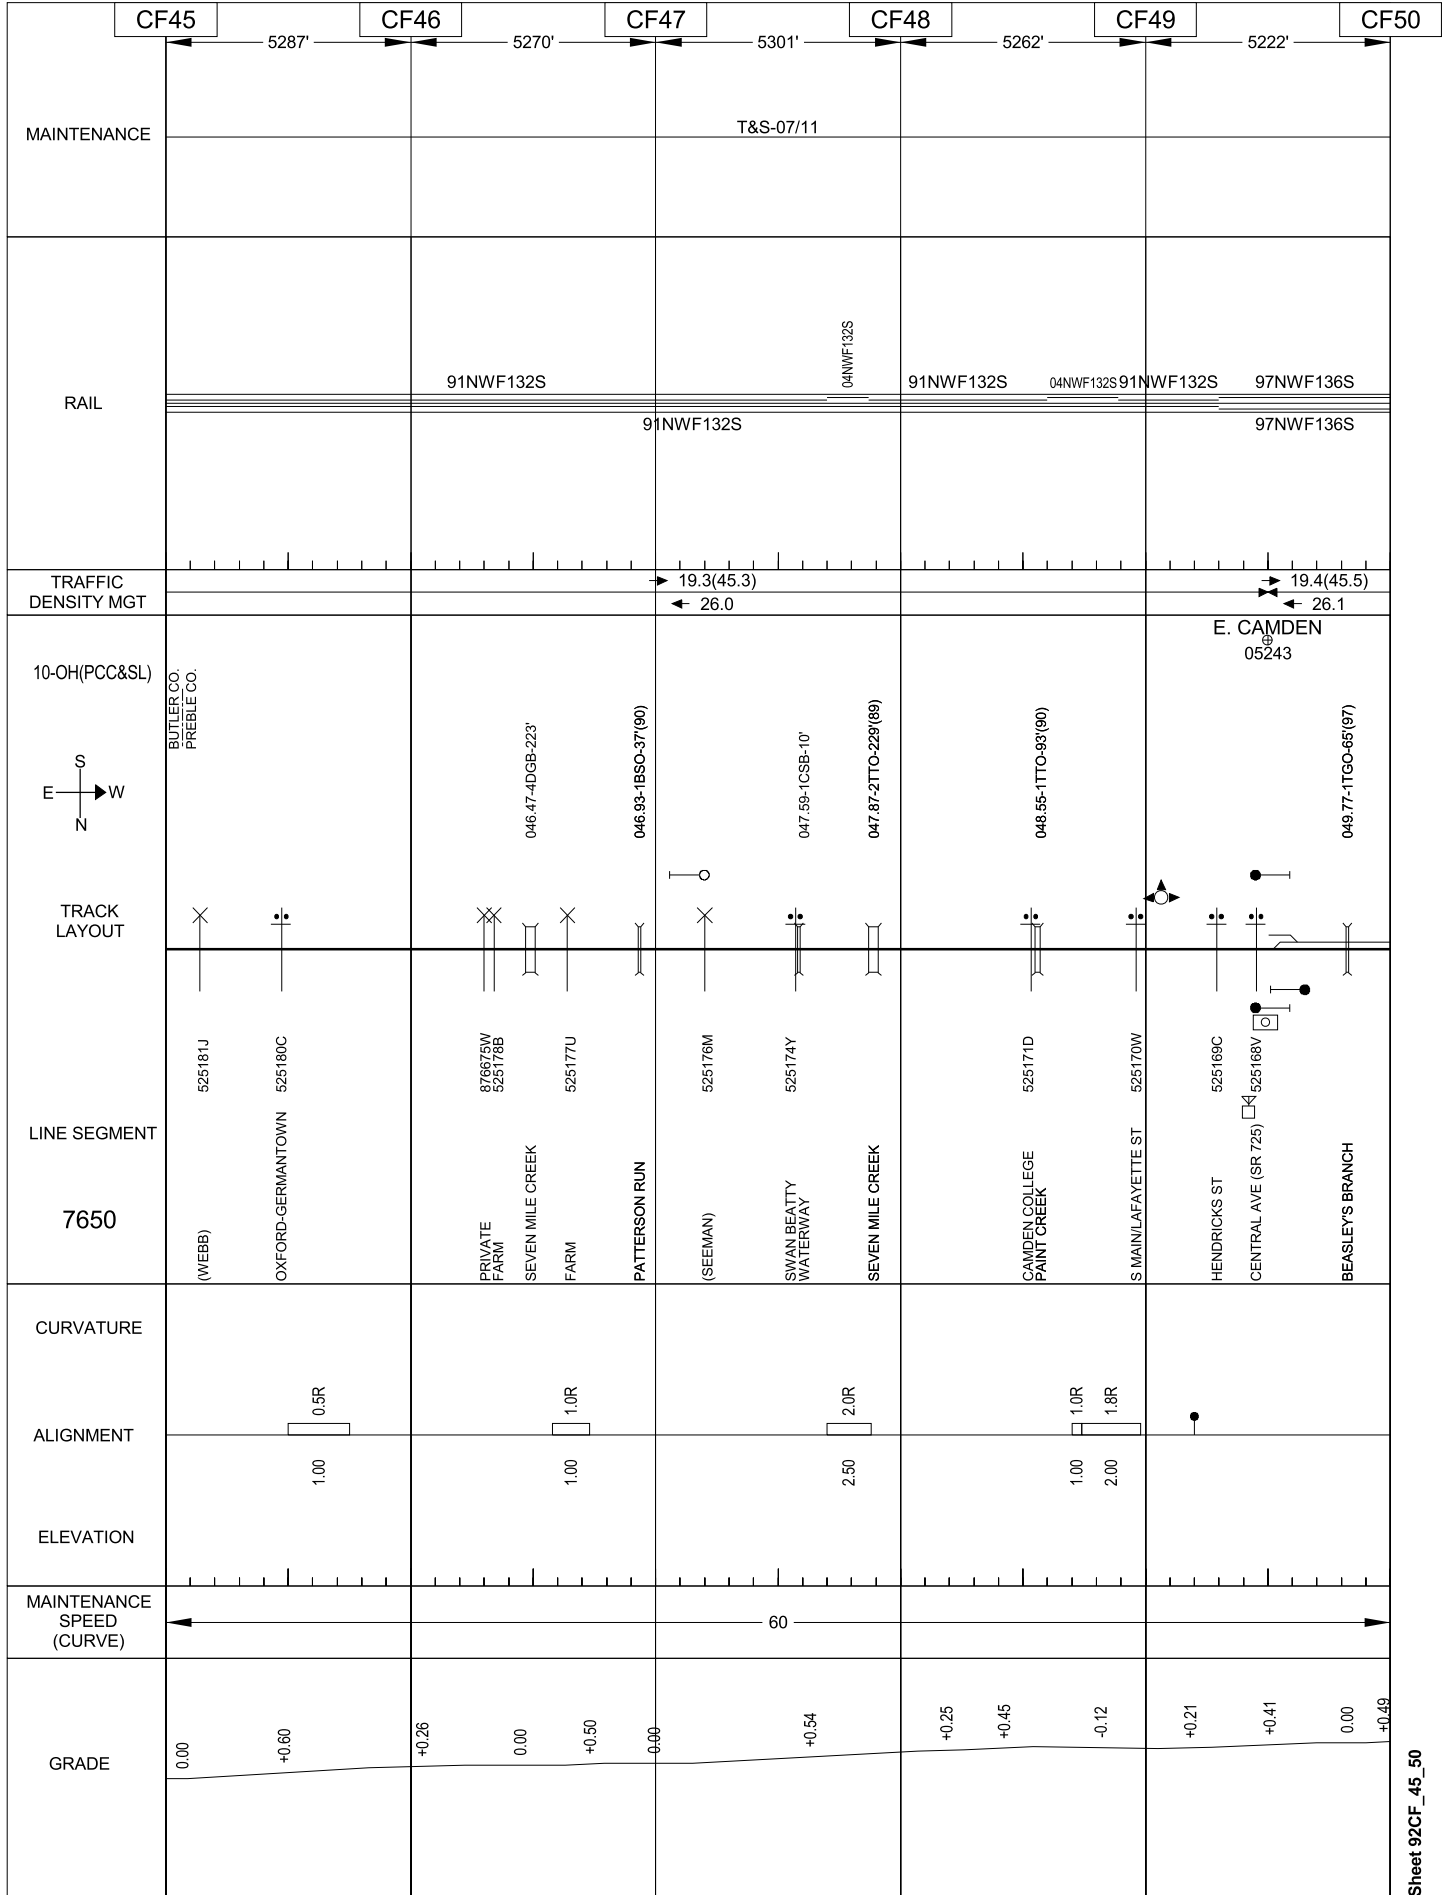 CF45 CF46 CF47 CF48 CF49 CF50
5287' 5270' 5301' 5262' 5222'
MAINTENANCE
T&S-07/11
RAIL
04NWF132S
91NWF132S 91NWF132S 04NWF132S 91NWF132S 97NWF136S
91NWF132S 97NWF136S
TRAFFIC
DENSITY MGT
19.3(45.3) 19.4(45.5)
26.0 26.1
E. CAMDEN
05243
10-OH(PCC&SL)
BUTLER CO.
PREBLE CO.
S
E W
N
046.47-4DGB-223'
046.93-1BSO-37'(90)
047.59-1CSB-10'
047.87-2TTO-229'(89)
048.55-1TTO-93'(90)
049.77-1TGO-65'(97)
TRACK
LAYOUT
525181J
525180C
876675W
525178B
525177U
525176M
525174Y
525171D
525170W
525169C
525168V
LINE SEGMENT
7650
(WEBB)
OXFORD-GERMANTOWN
PRIVATE
FARM
SEVEN MILE CREEK
FARM
PATTERSON RUN
(SEEMAN)
SWAN BEATTY
WATERWAY
SEVEN MILE CREEK
CAMDEN COLLEGE
PAINT CREEK
S MAIN/LAFAYETTE ST
HENDRICKS ST
CENTRAL AVE (SR 725)
BEASLEY'S BRANCH
CURVATURE
0.5R 1.0R 2.0R 1.0R 1.8R
ALIGNMENT
1.00 1.00 2.50 1.00 2.00
ELEVATION
MAINTENANCE
SPEED
(CURVE)
60
GRADE
0.00 +0.60 +0.26 0.00 +0.50 0.00 +0.54 +0.25 +0.45 -0.12 +0.21 +0.41 0.00 +0.49
Sheet 92CF_45_50